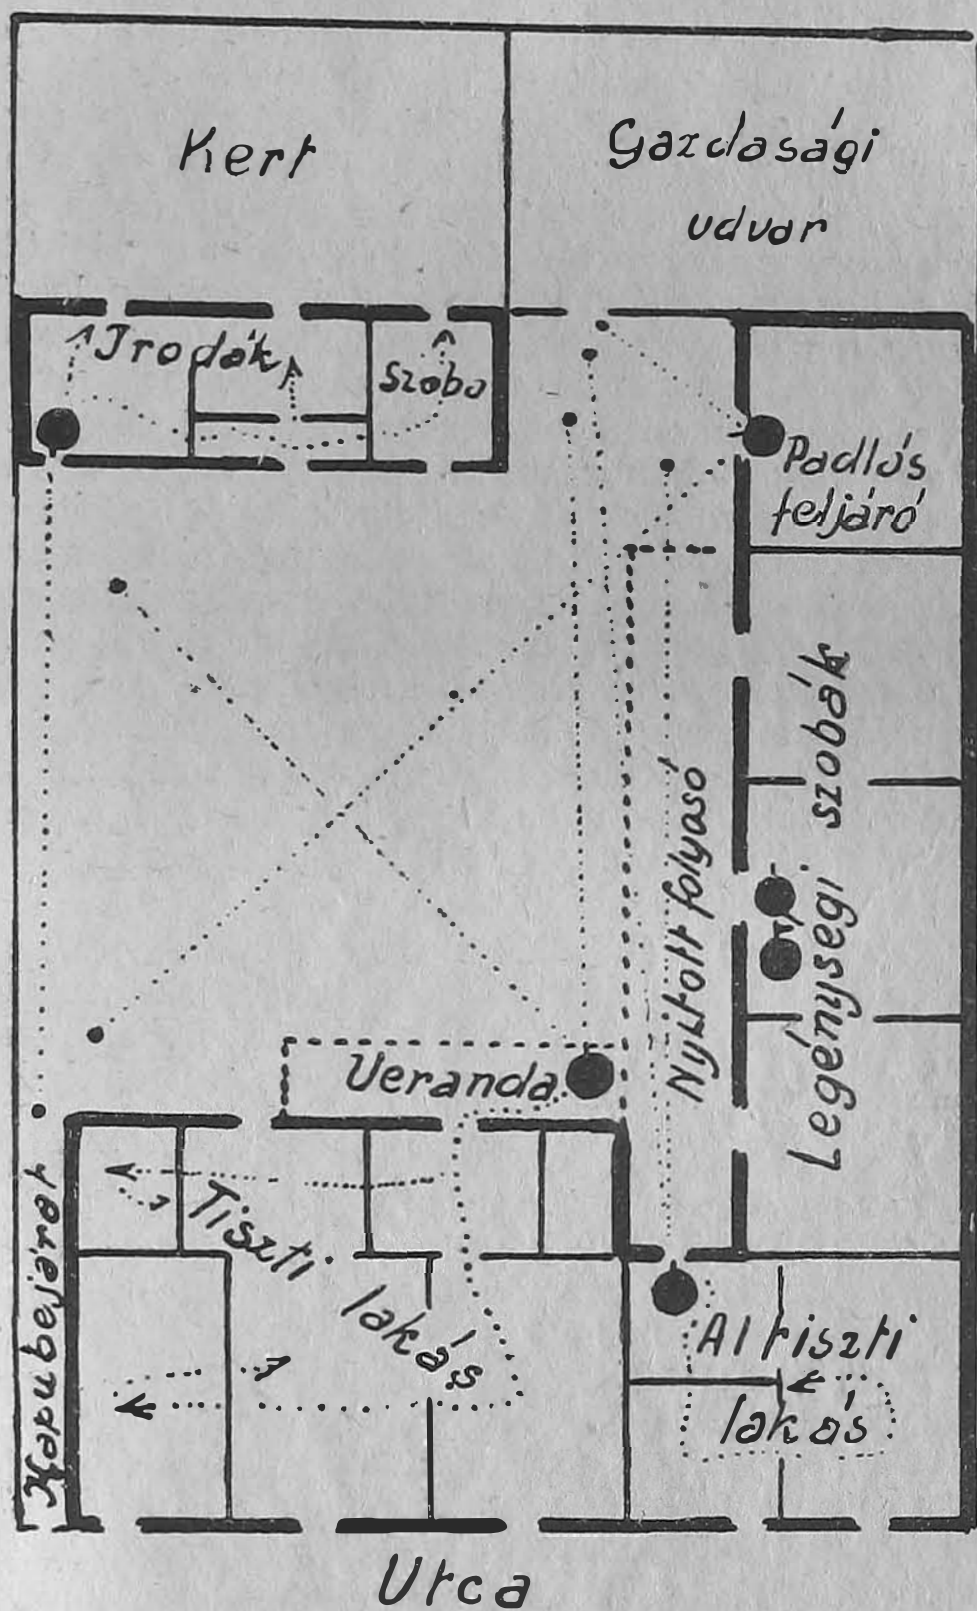 Kert
Gazdasági
udvar
Irodák
szoba
Padlás
feljáró
Legénységi szobák
Nyitott folyosó
Veranda
Kapubejárat
Tiszti
lakás
Altiszti
lakás
Utca